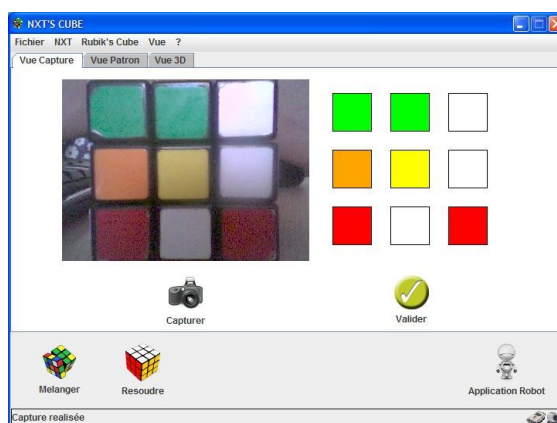 NXT'S CUBE
Fichier NXT Rubik's Cube Vue ?
Vue Capture Vue Patron Vue 3D
Capturer Valider
Melanger Resoudre Application Robot
Capture realisée